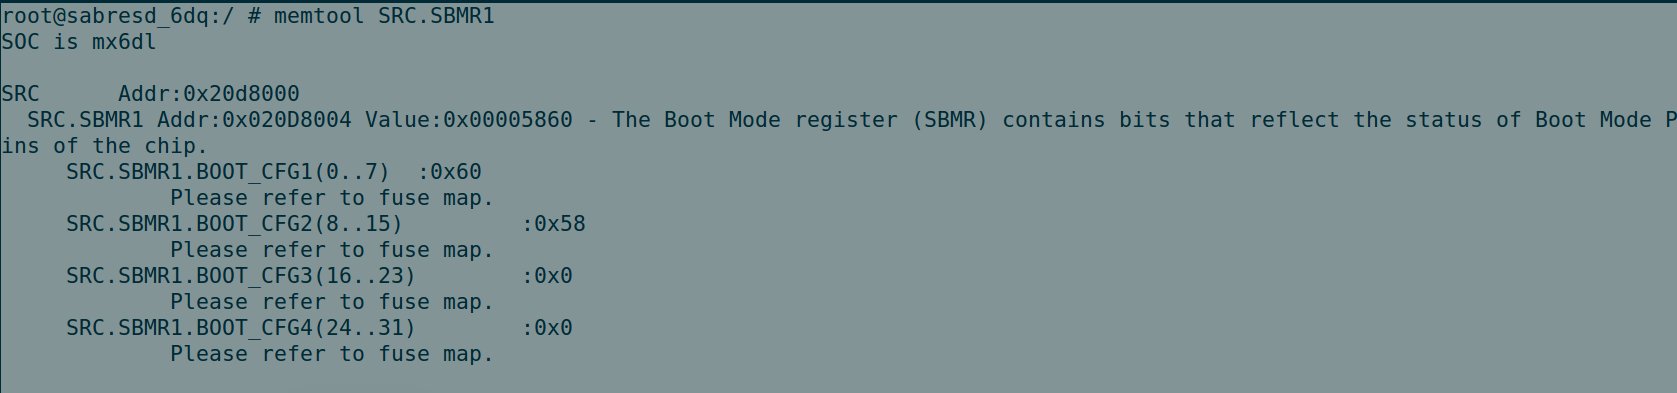 root@sabresd_6dq:/ # memtool SRC.SBMR1
SOC is mx6dl
SRC      Addr:0x20d8000
  SRC.SBMR1 Addr:0x020D8004 Value:0x00005860 - The Boot Mode register (SBMR) contains bits that reflect the status of Boot Mode P
ins of the chip.
     SRC.SBMR1.BOOT_CFG1(0..7)  :0x60
             Please refer to fuse map.
     SRC.SBMR1.BOOT_CFG2(8..15)         :0x58
             Please refer to fuse map.
     SRC.SBMR1.BOOT_CFG3(16..23)        :0x0
             Please refer to fuse map.
     SRC.SBMR1.BOOT_CFG4(24..31)        :0x0
             Please refer to fuse map.